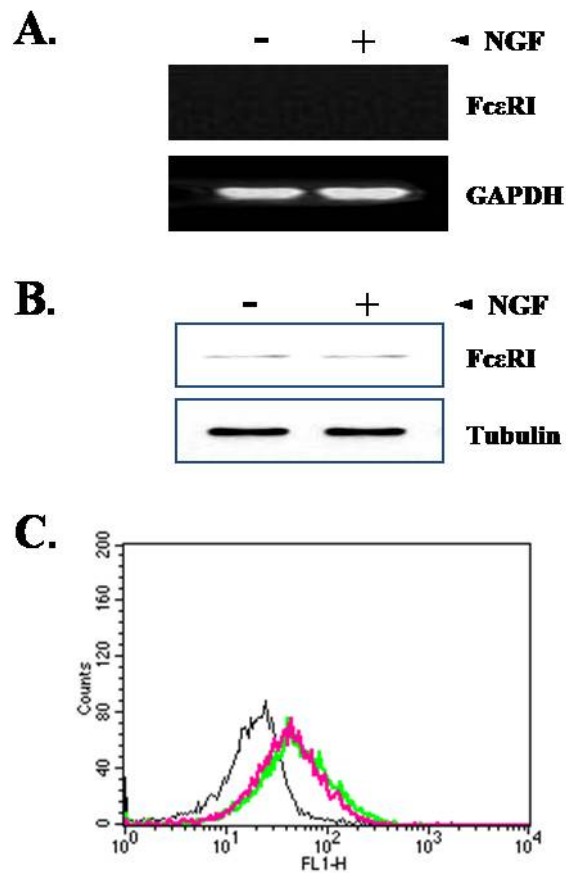 A.
- + ◄ NGF
FcεRI
GAPDH
B.
- + ◄ NGF
FcεRI
Tubulin
C.
200
160
120
80
40
0
Counts
10⁰ 10¹ 10² 10³ 10⁴
FL1-H